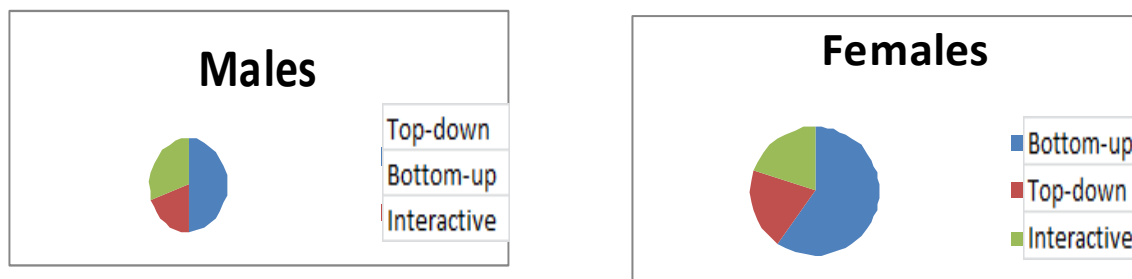 Males
Top-down
Bottom-up
Interactive
Females
Bottom-up
Top-down
Interactive